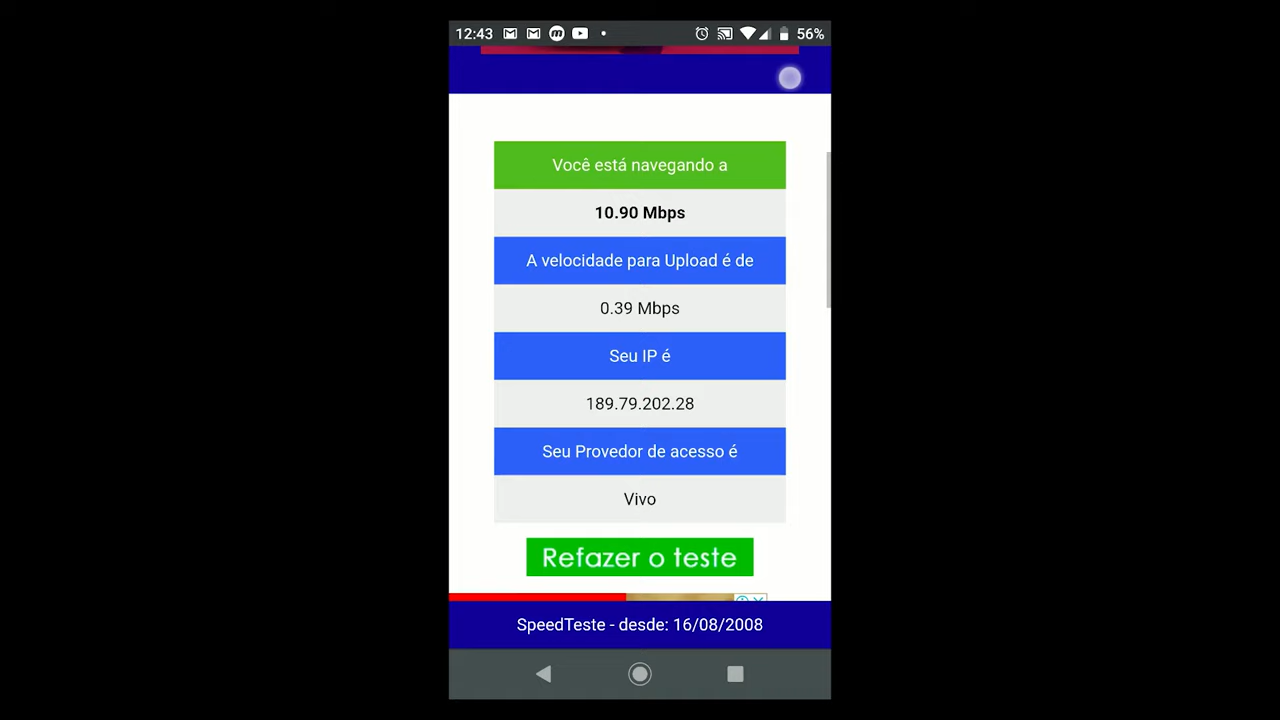 12:43
56%
Você está navegando a
10.90 Mbps
A velocidade para Upload é de
0.39 Mbps
Seu IP é
189.79.202.28
Seu Provedor de acesso é
Vivo
Refazer o teste
SpeedTeste - desde: 16/08/2008